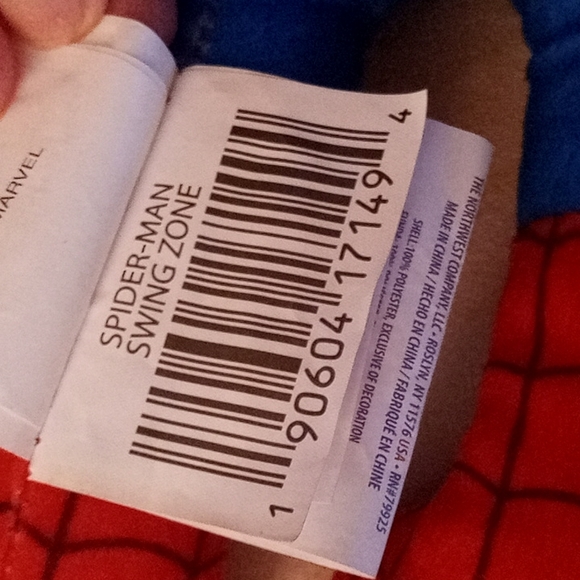 MARVEL
SPIDER-MAN
SWING ZONE
1 90604 17149 4
THE NORTHWEST COMPANY, LLC • ROSLYN, NY 11576 USA • RN#79925
MADE IN CHINA / HECHO EN CHINA / FABRIQUÉ EN CHINE
SHELL: 100% POLYESTER, EXCLUSIVE OF DECORATION